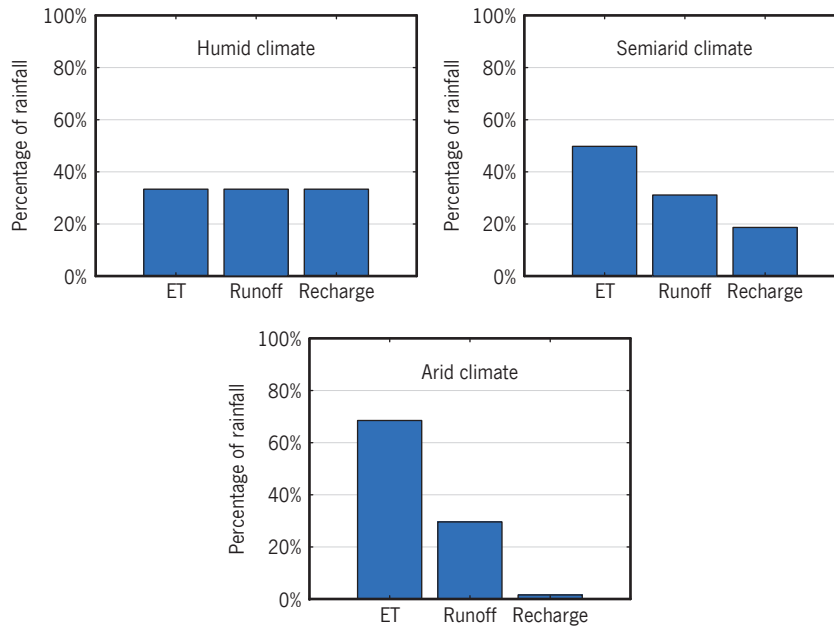 Percentage of rainfall
100%
80%
60%
40%
20%
0%
Humid climate
ET Runoff Recharge
Percentage of rainfall
100%
80%
60%
40%
20%
0%
Semiarid climate
ET Runoff Recharge
Percentage of rainfall
100%
80%
60%
40%
20%
0%
Arid climate
ET Runoff Recharge